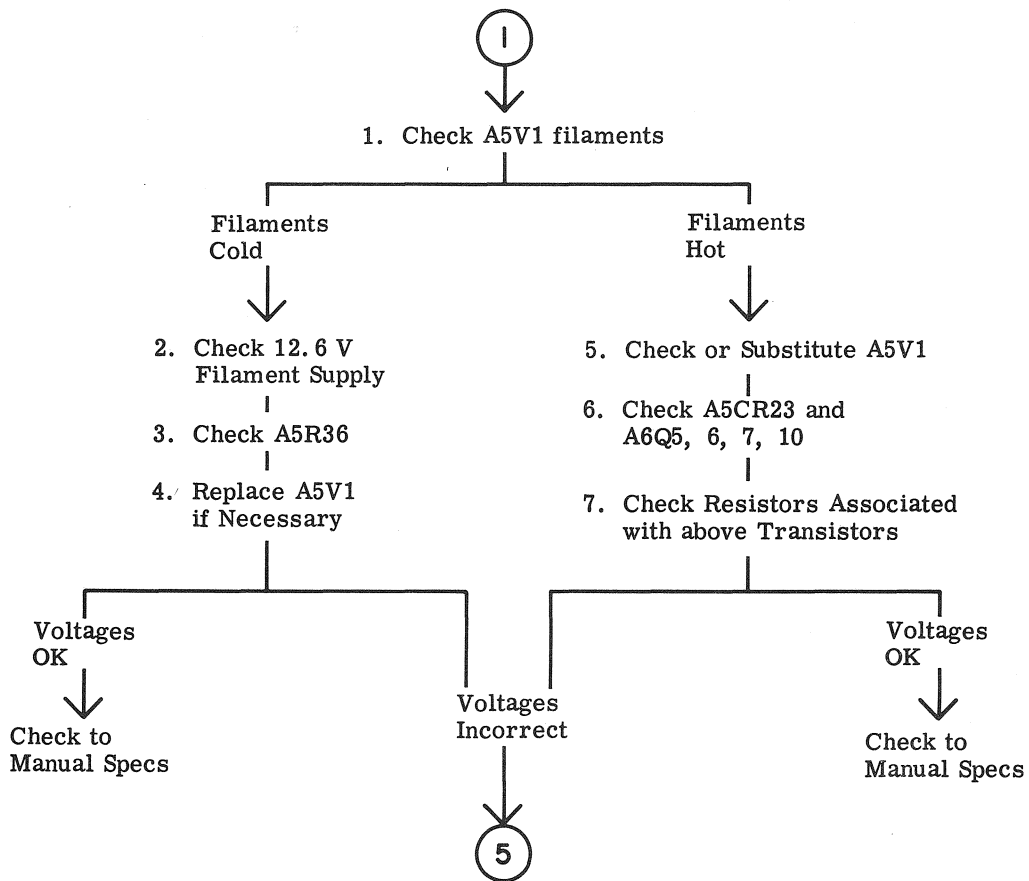 1
1. Check A5V1 filaments
Filaments
Cold
2. Check 12.6 V
Filament Supply
3. Check A5R36
4. Replace A5V1
if Necessary
Filaments
Hot
5. Check or Substitute A5V1
6. Check A5CR23 and
A6Q5, 6, 7, 10
7. Check Resistors Associated
with above Transistors
Voltages
OK
Check to
Manual Specs
Voltages
Incorrect
5
Voltages
OK
Check to
Manual Specs